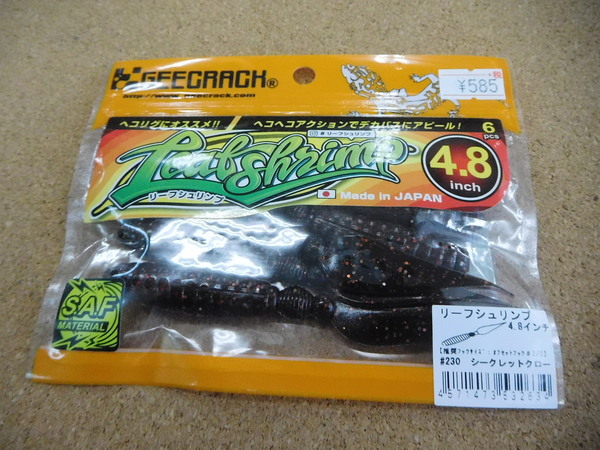 GEECRACK®
http://www.geecrack.com
+税
¥585
ヘコリグにオススメ!!
ヘコヘコアクションでデカバスにアピール!
#リーフシュリンプ
6 pcs
Leafshrimp
リーフシュリンプ
4.8 inch
Made in JAPAN
S.A.F MATERIAL
リーフシュリンプ
4.8インチ
#230 シークレットクロー
4571473532834